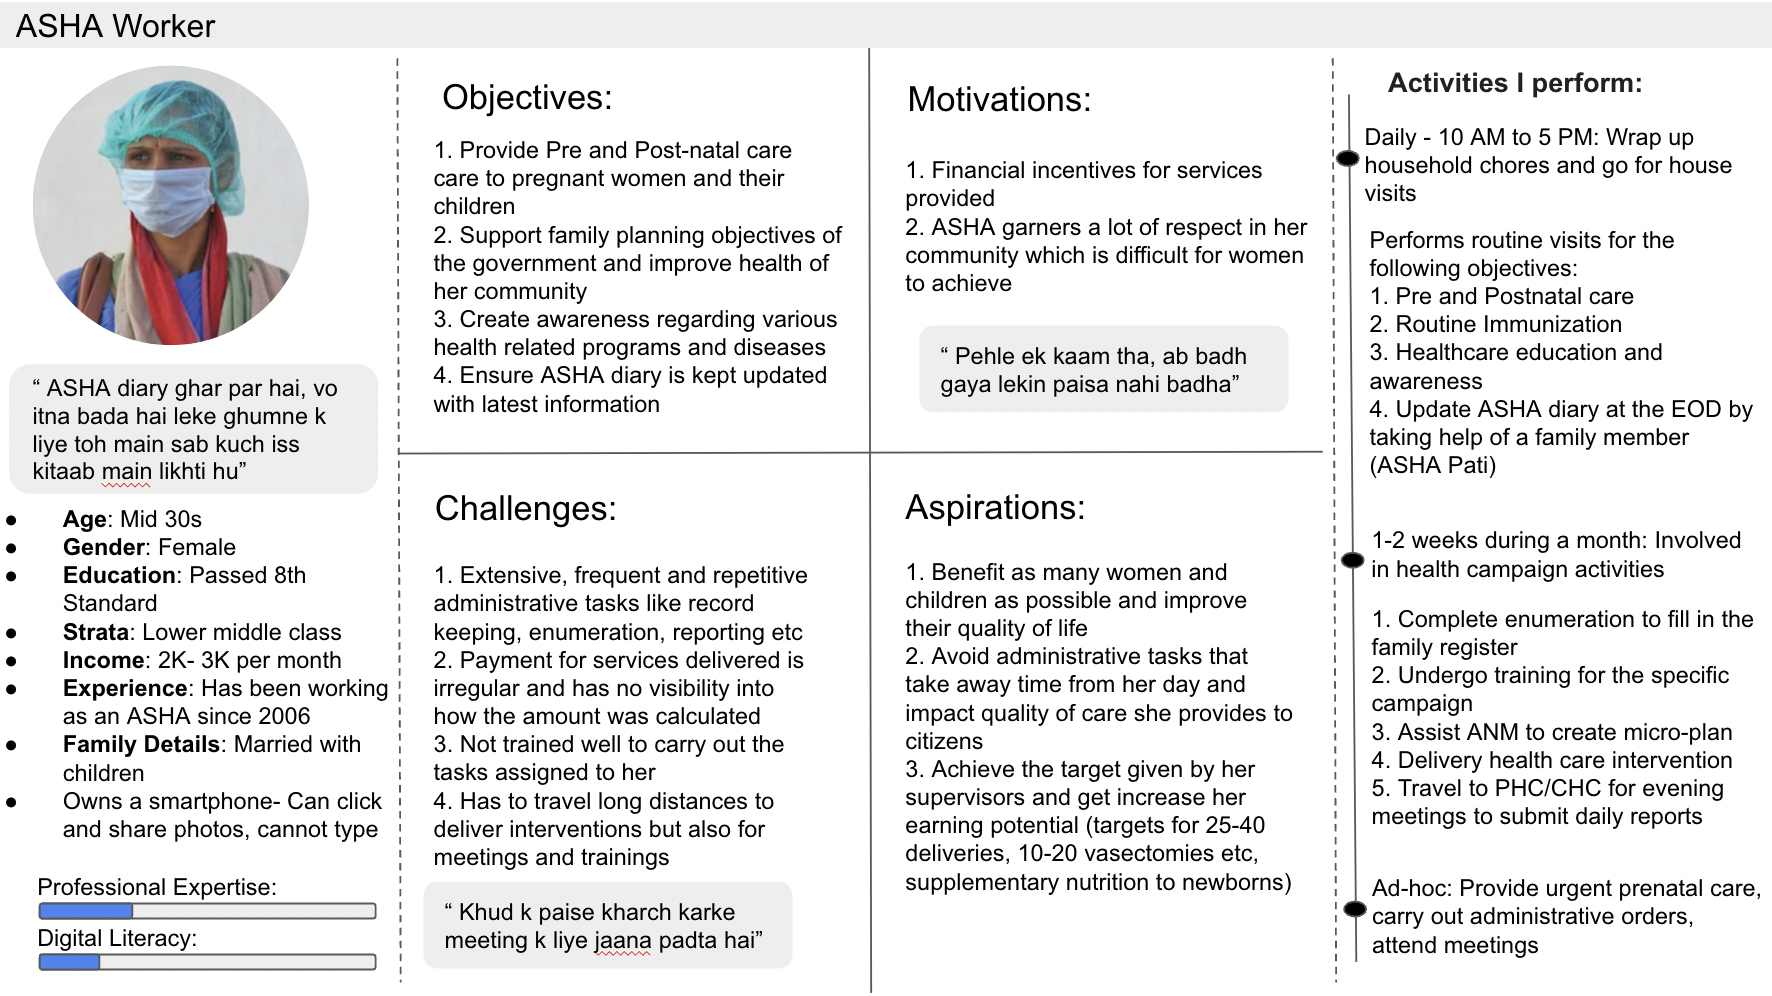 ASHA Worker
“ ASHA diary ghar par hai, vo
itna bada hai leke ghumne k
liye toh main sab kuch iss
kitaab main likhti hu”
● Age: Mid 30s
● Gender: Female
● Education: Passed 8th
Standard
● Strata: Lower middle class
● Income: 2K- 3K per month
● Experience: Has been working
as an ASHA since 2006
● Family Details: Married with
children
● Owns a smartphone- Can click
and share photos, cannot type
Professional Expertise:
Digital Literacy:
Objectives:
1. Provide Pre and Post-natal care
care to pregnant women and their
children
2. Support family planning objectives of
the government and improve health of
her community
3. Create awareness regarding various
health related programs and diseases
4. Ensure ASHA diary is kept updated
with latest information
Motivations:
1. Financial incentives for services
provided
2. ASHA garners a lot of respect in her
community which is difficult for women
to achieve
“ Pehle ek kaam tha, ab badh
gaya lekin paisa nahi badha”
Challenges:
1. Extensive, frequent and repetitive
administrative tasks like record
keeping, enumeration, reporting etc
2. Payment for services delivered is
irregular and has no visibility into
how the amount was calculated
3. Not trained well to carry out the
tasks assigned to her
4. Has to travel long distances to
deliver interventions but also for
meetings and trainings
“ Khud k paise kharch karke
meeting k liye jaana padta hai”
Aspirations:
1. Benefit as many women and
children as possible and improve
their quality of life
2. Avoid administrative tasks that
take away time from her day and
impact quality of care she provides to
citizens
3. Achieve the target given by her
supervisors and get increase her
earning potential (targets for 25-40
deliveries, 10-20 vasectomies etc,
supplementary nutrition to newborns)
Activities I perform:
Daily - 10 AM to 5 PM: Wrap up
household chores and go for house
visits
Performs routine visits for the
following objectives:
1. Pre and Postnatal care
2. Routine Immunization
3. Healthcare education and
awareness
4. Update ASHA diary at the EOD by
taking help of a family member
(ASHA Pati)
1-2 weeks during a month: Involved
in health campaign activities
1. Complete enumeration to fill in the
family register
2. Undergo training for the specific
campaign
3. Assist ANM to create micro-plan
4. Delivery health care intervention
5. Travel to PHC/CHC for evening
meetings to submit daily reports
Ad-hoc: Provide urgent prenatal care,
carry out administrative orders,
attend meetings